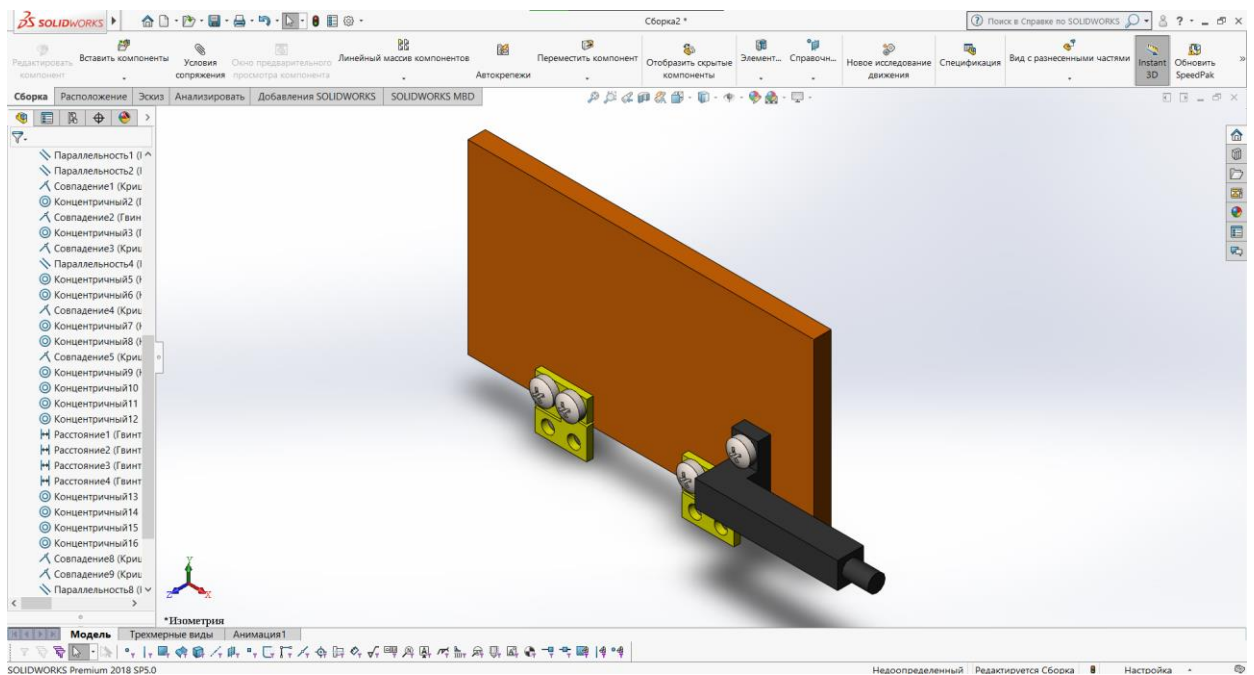 SOLIDWORKS
Сборка2 *
Поиск в Справке по SOLIDWORKS
Редактировать компонент
Вставить компоненты
Условия сопряжения
Окно предварительного просмотра компонента
Линейный массив компонентов
Автокрепежи
Переместить компонент
Отобразить скрытые компоненты
Элемент...
Справочн...
Новое исследование движения
Спецификация
Вид с разнесенными частями
Instant 3D
Обновить SpeedPak
Сборка Расположение Эскиз Анализировать Добавления SOLIDWORKS SOLIDWORKS MBD
Параллельность1 (
Параллельность2 (
Совпадение1 (Криш
Концентричный2 (
Совпадение2 (Гвин
Концентричный3 (
Совпадение3 (Криш
Параллельность4 (
Концентричный5 (
Концентричный6 (
Совпадение4 (Криш
Концентричный7 (
Концентричный8 (
Совпадение5 (Криш
Концентричный9 (
Концентричный10
Концентричный11
Концентричный12
Расстояние1 (Гвинт
Расстояние2 (Гвинт
Расстояние3 (Гвинт
Расстояние4 (Гвинт
Концентричный13
Концентричный14
Концентричный15
Концентричный16
Совпадение8 (Криш
Совпадение9 (Криш
Параллельность8 (
Y
Z X
*Изометрия
Модель Трехмерные виды Анимация1
SOLIDWORKS Premium 2018 SP5.0
Недоопределенный Редактируется Сборка Настройка